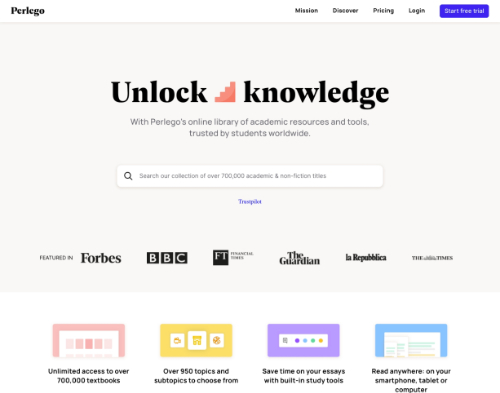 Perlego
Mission Discover Pricing Login Start free trial
Unlock knowledge
With Perlego's online library of academic resources and tools,
trusted by students worldwide.
Search our collection of over 700,000 academic & non-fiction titles
Trustpilot
FEATURED IN Forbes BBC FT FINANCIAL TIMES The Guardian la Repubblica THE TIMES
Unlimited access to over
700,000 textbooks
Over 950 topics and
subtopics to choose from
Save time on your essays
with built-in study tools
Read anywhere: on your
smartphone, tablet or
computer